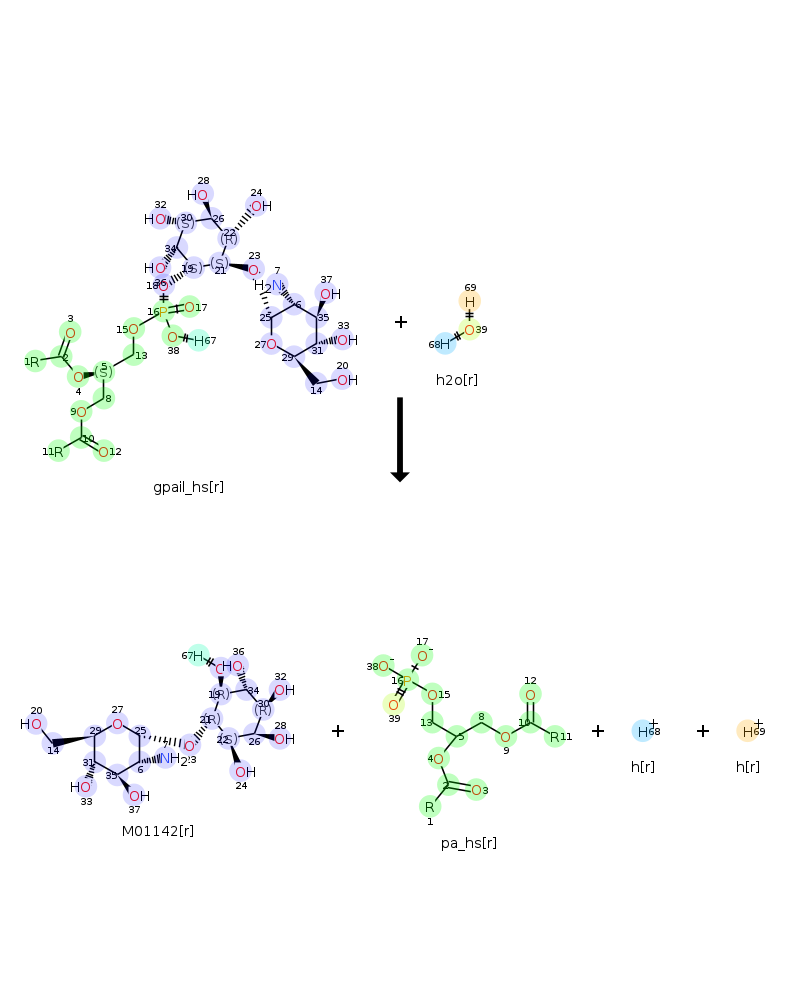 28
HO
32
24
HO
(S)
30
26
OH
(R)
22
34
23
HO
36
(S)
19
(S)
21
O
7
H2N
37
OH
18
O
69
H
3
O
16
P
17
O
25
6
35
15
O
33
OH
O
39
1R
2
38
O
H67
27
O
31
68
H
29
5
(S)
13
20
OH
h2o[r]
O
4
8
14
9
O
10
11R
O12
gpail_hs[r]
67
H
36
HO
17
O-
38
O-
O
32
OH
12
O
19
(R)
34
16
P
O15
20
HO
27
O
(R)
30
39
O
21
(R)
28
OH
13
8
10
29
25
22
(S)
26
5
O
9
R11
H+
68
H+
69
14
7
NH2
O
23
4
O
31
6
h[r]
h[r]
35
OH
24
2
HO
33
OH
37
O3
R
1
M01142[r]
pa_hs[r]